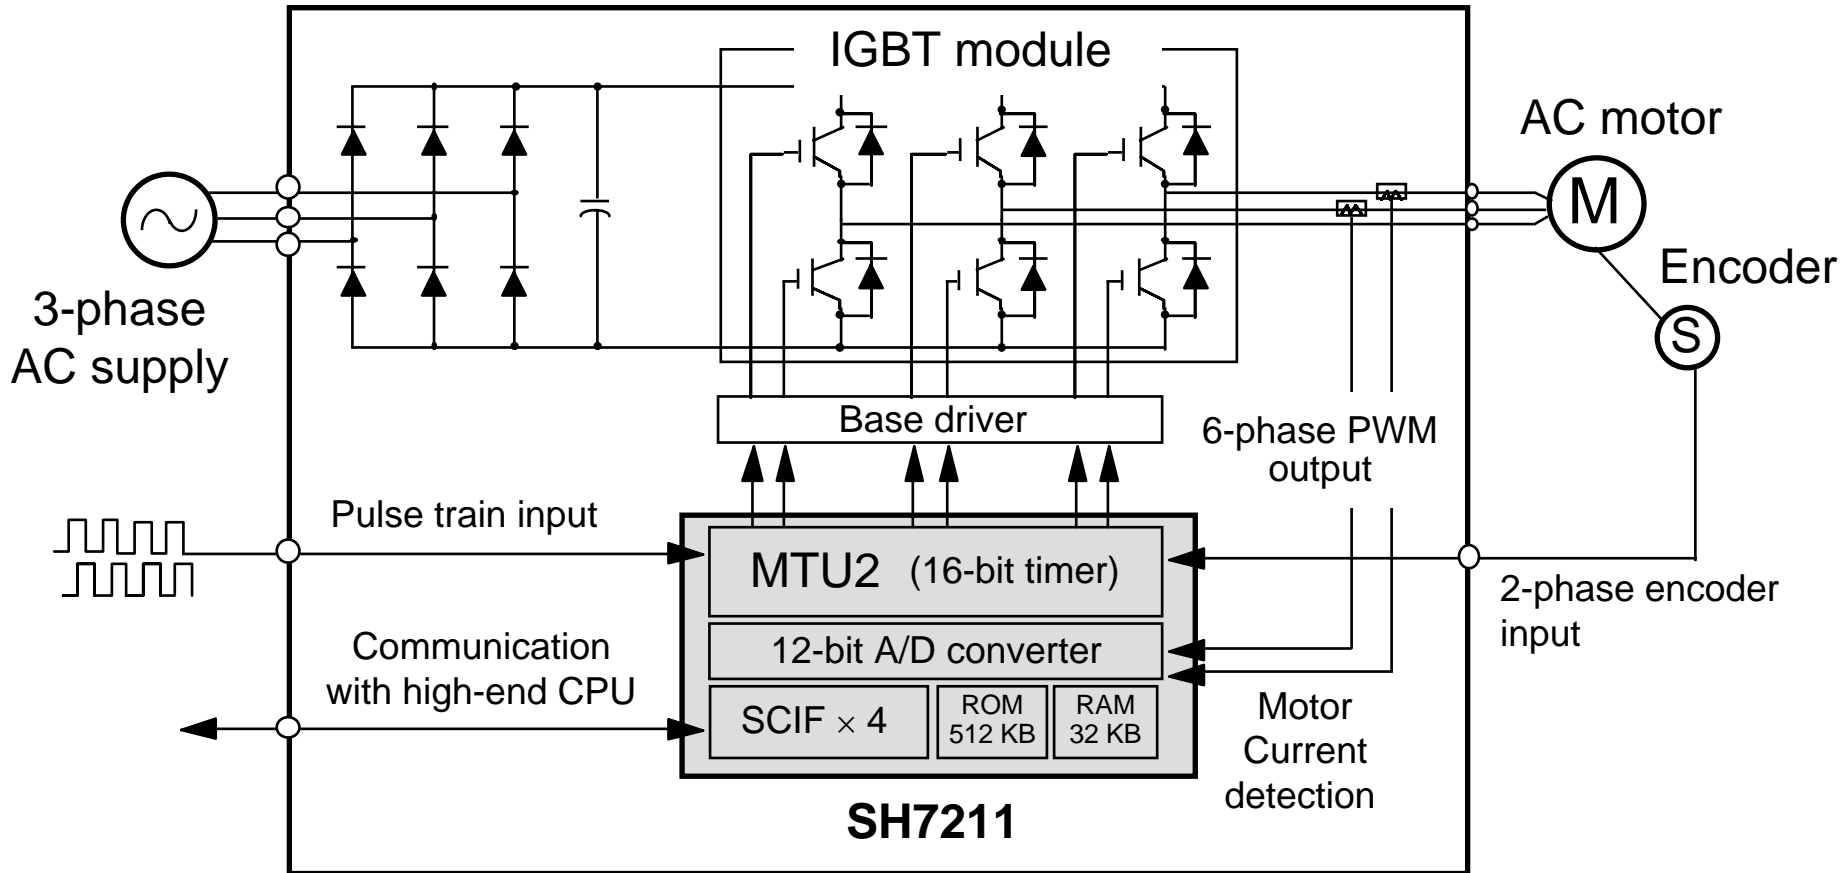 IGBT module
AC motor
M
Encoder
S
3-phase
AC supply
Base driver
6-phase PWM
output
Pulse train input
MTU2 (16-bit timer)
2-phase encoder
input
Communication
with high-end CPU
12-bit A/D converter
SCIF × 4
ROM
512 KB
RAM
32 KB
Motor
Current
detection
SH7211